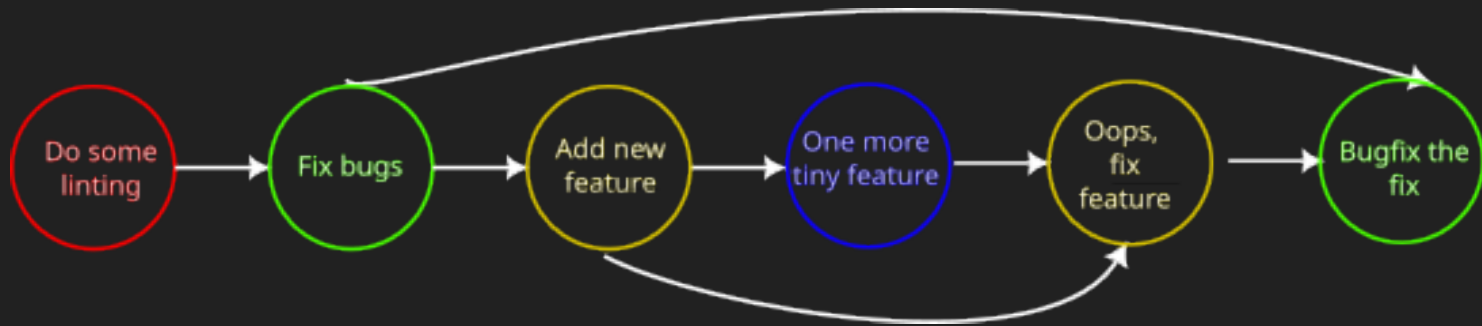 Do some
linting
Fix bugs
Add new
feature
One more
tiny feature
Oops,
fix
feature
Bugfix the
fix